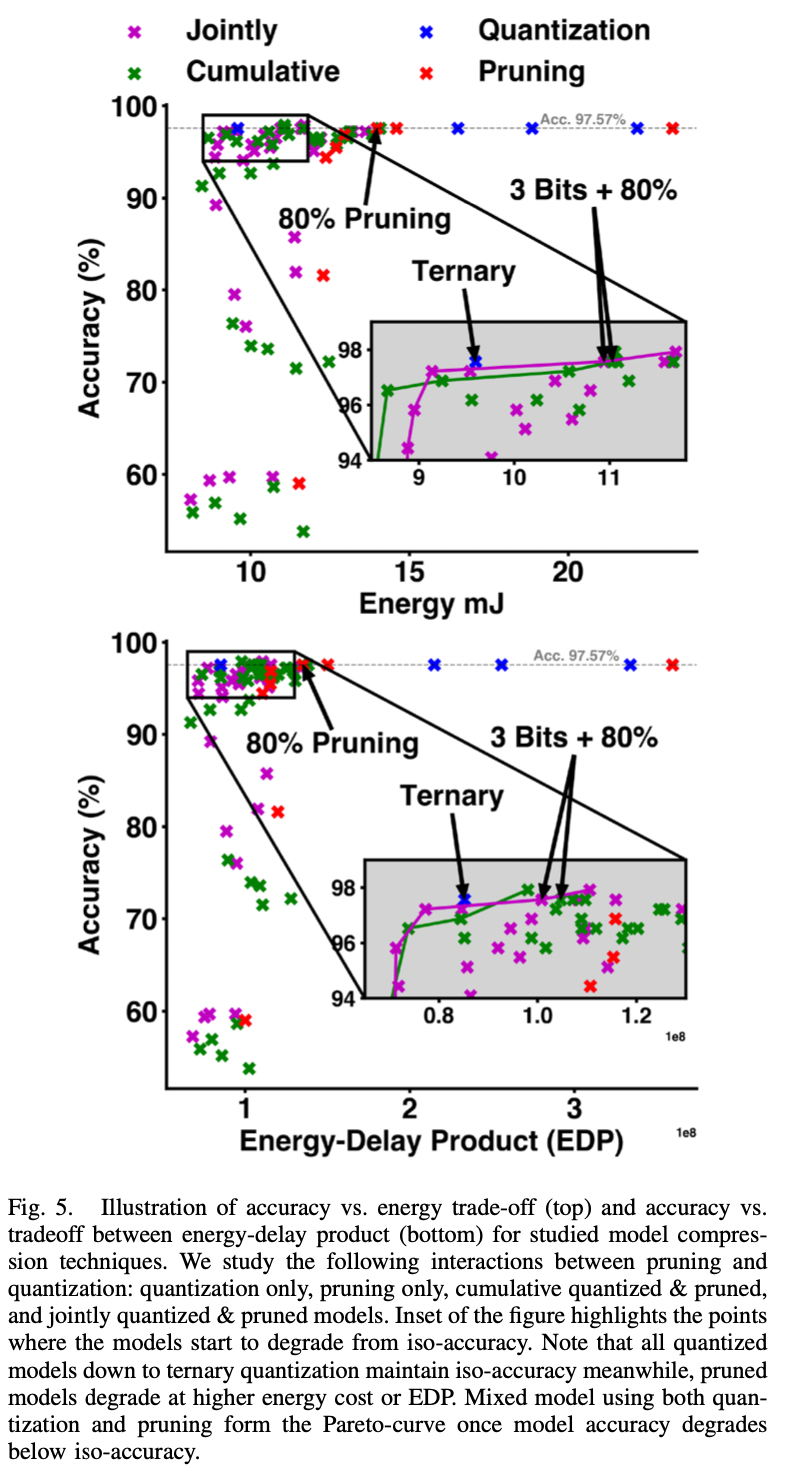 Jointly Quantization
Cumulative Pruning
100
Acc. 97.57%
90
3 Bits + 80%
80% Pruning
Ternary
80
98
70
96
94
60
9 10 11
10 15 20
Accuracy (%)
Energy mJ
100
Acc. 97.57%
90
80% Pruning
3 Bits + 80%
Ternary
80
98
70
96
94
60
0.8 1.0 1.2
1e8
1 2 3
Accuracy (%)
Energy-Delay Product (EDP)
1e8
Fig. 5. Illustration of accuracy vs. energy trade-off (top) and accuracy vs.
tradeoff between energy-delay product (bottom) for studied model compres-
sion techniques. We study the following interactions between pruning and
quantization: quantization only, pruning only, cumulative quantized & pruned,
and jointly quantized & pruned models. Inset of the figure highlights the points
where the models start to degrade from iso-accuracy. Note that all quantized
models down to ternary quantization maintain iso-accuracy meanwhile, pruned
models degrade at higher energy cost or EDP. Mixed model using both quan-
tization and pruning form the Pareto-curve once model accuracy degrades
below iso-accuracy.